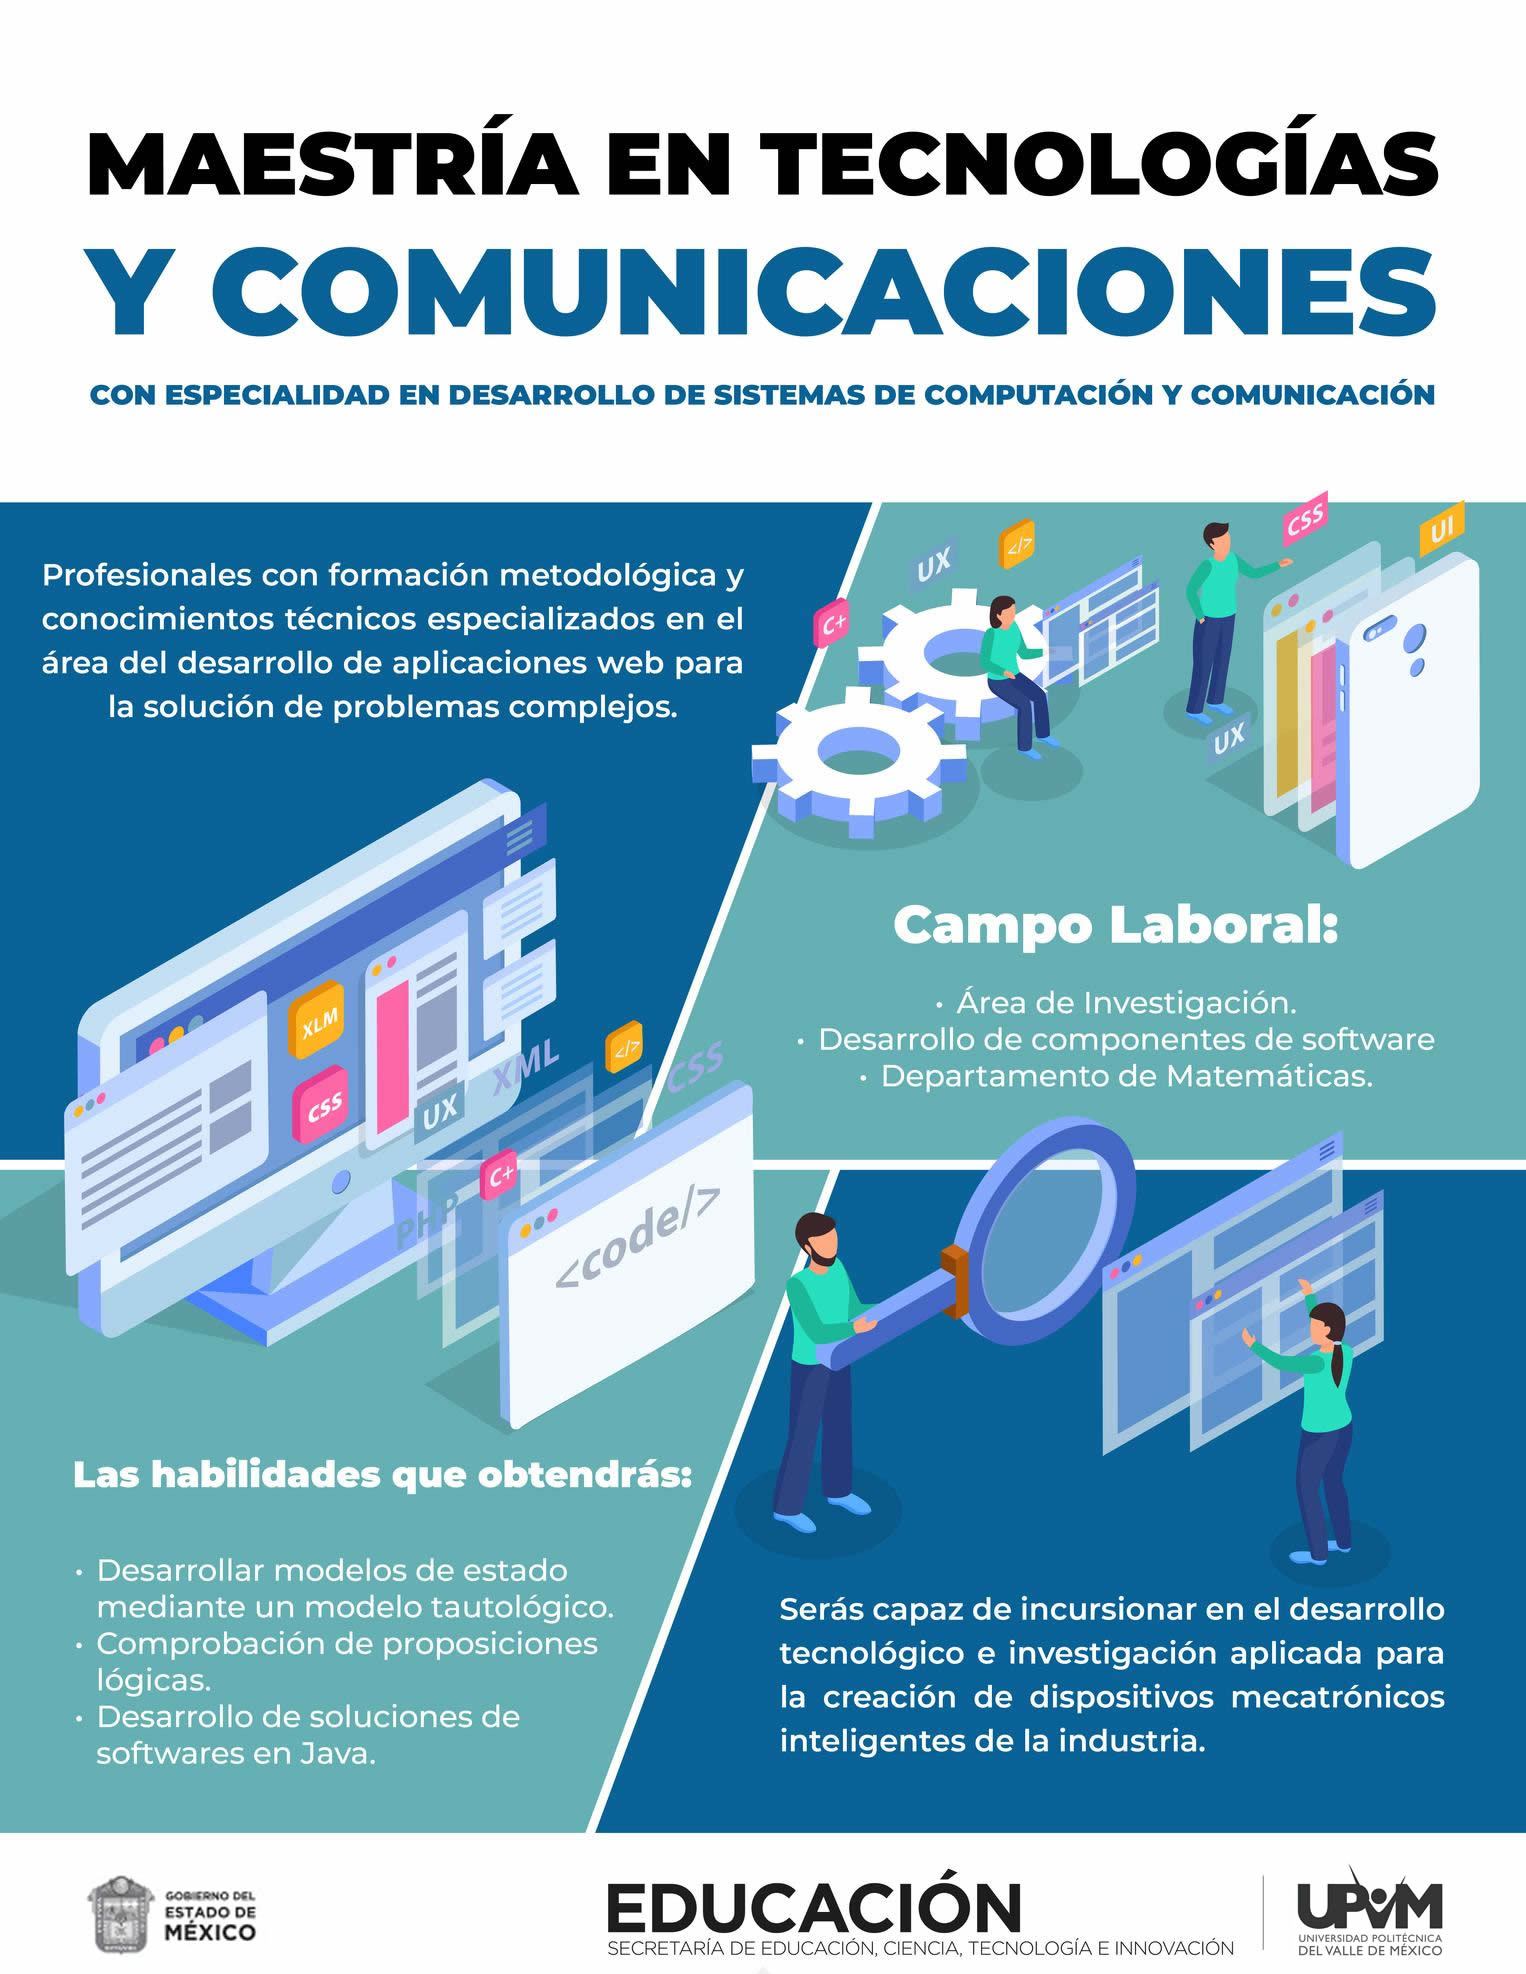 MAESTRÍA EN TECNOLOGÍAS
Y COMUNICACIONES
CON ESPECIALIDAD EN DESARROLLO DE SISTEMAS DE COMPUTACIÓN Y COMUNICACIÓN
Profesionales con formación metodológica y
conocimientos técnicos especializados en el
área del desarrollo de aplicaciones web para
la solución de problemas complejos.
C+
UX
</>
CSS
UI
UX
Campo Laboral:
• Área de Investigación.
• Desarrollo de componentes de software
• Departamento de Matemáticas.
XLM
CSS
UX
XML
</>
CSS
C+
PHP
<code/>
Las habilidades que obtendrás:
• Desarrollar modelos de estado
mediante un modelo tautológico.
• Comprobación de proposiciones
lógicas.
• Desarrollo de soluciones de
softwares en Java.
Serás capaz de incursionar en el desarrollo
tecnológico e investigación aplicada para
la creación de dispositivos mecatrónicos
inteligentes de la industria.
GOBIERNO DEL
ESTADO DE
MÉXICO
EDUCACIÓN
SECRETARÍA DE EDUCACIÓN, CIENCIA, TECNOLOGÍA E INNOVACIÓN
UPVM
UNIVERSIDAD POLITÉCNICA
DEL VALLE DE MÉXICO